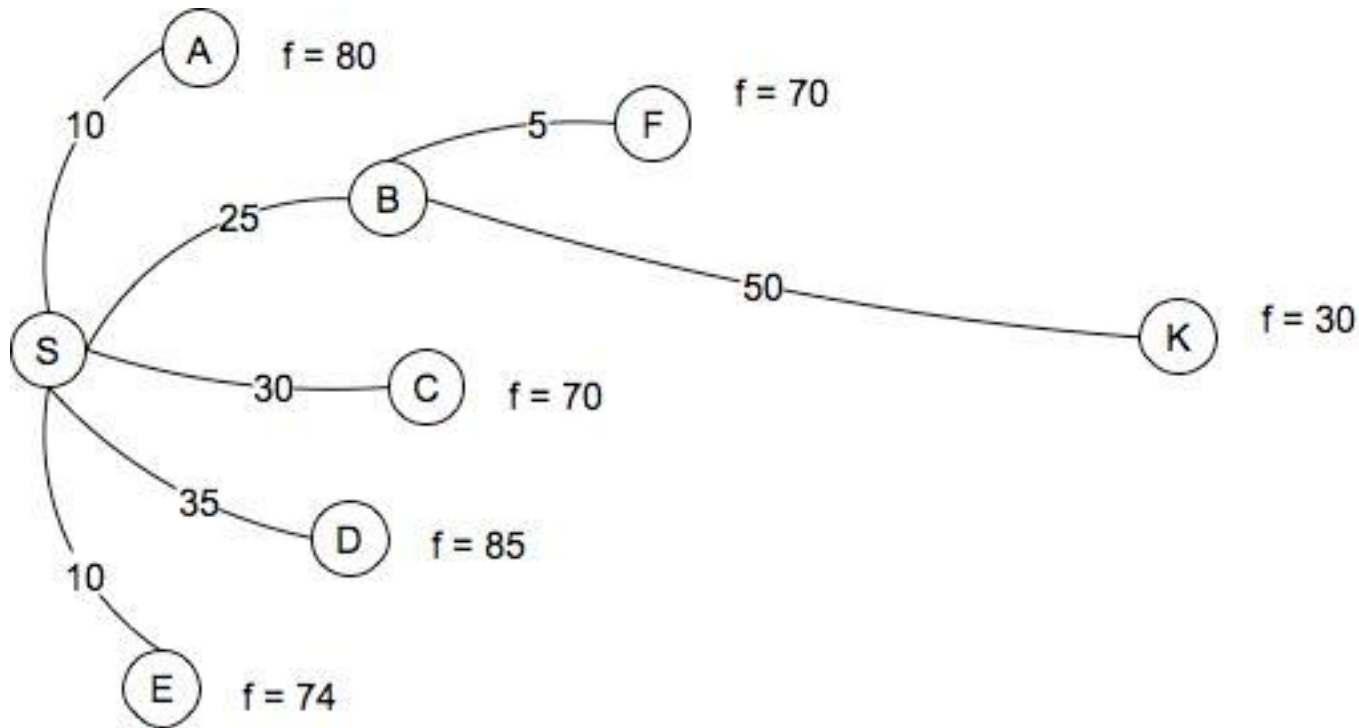 A
f = 80
10
5
F
f = 70
25
B
50
K
f = 30
S
30
C
f = 70
35
D
f = 85
10
E
f = 74